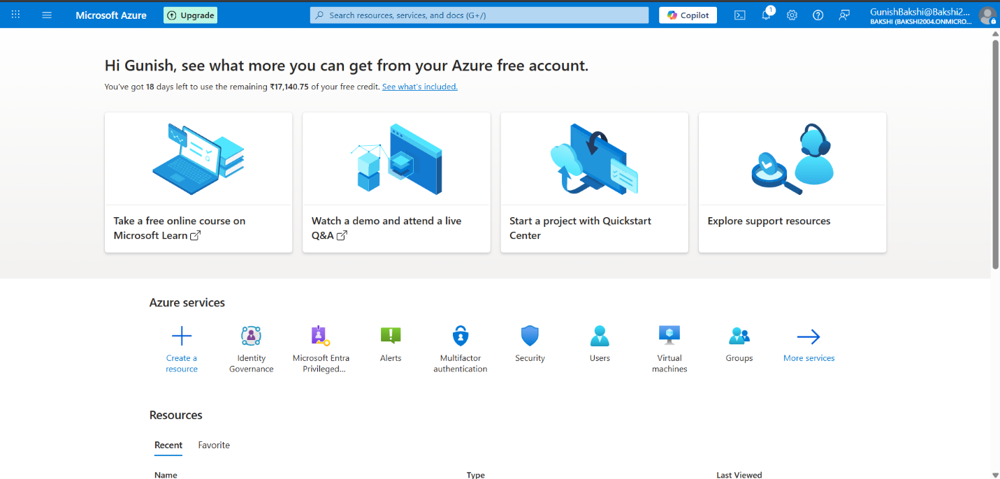 Microsoft Azure
Upgrade
Search resources, services, and docs (G+/)
Copilot
1
GunishBakshi@Bakshi2...
BAKSHI (BAKSHI2004.ONMICRO...
Hi Gunish, see what more you can get from your Azure free account.
You've got 18 days left to use the remaining ₹17,140.75 of your free credit. See what's included.
Take a free online course on
Microsoft Learn
Watch a demo and attend a live
Q&A
Start a project with Quickstart
Center
Explore support resources
Azure services
Create a
resource
Identity
Governance
Microsoft Entra
Privileged...
Alerts
Multifactor
authentication
Security
Users
Virtual
machines
Groups
More services
Resources
Recent Favorite
Name Type Last Viewed